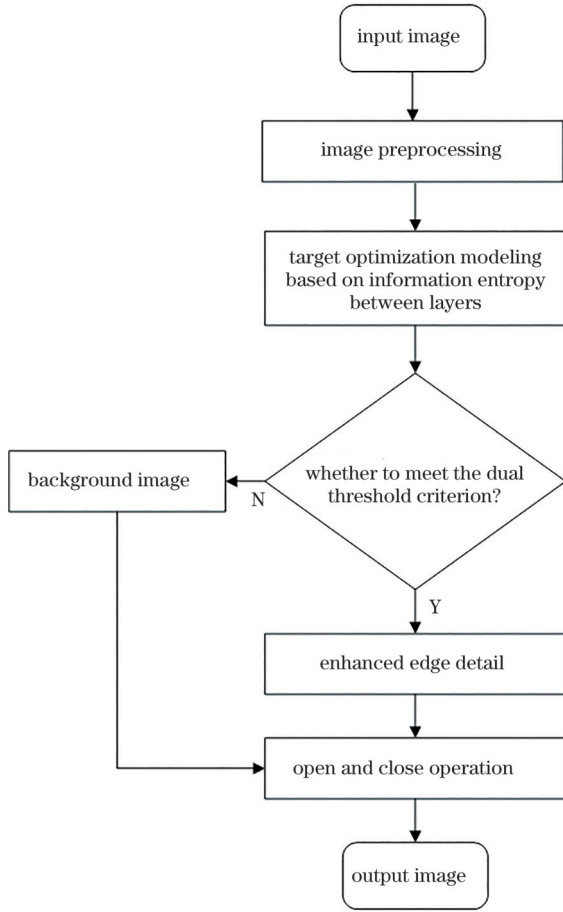 input image
image preprocessing
target optimization modeling
based on information entropy
between layers
whether to meet the dual
threshold criterion?
background image
N
Y
enhanced edge detail
open and close operation
output image